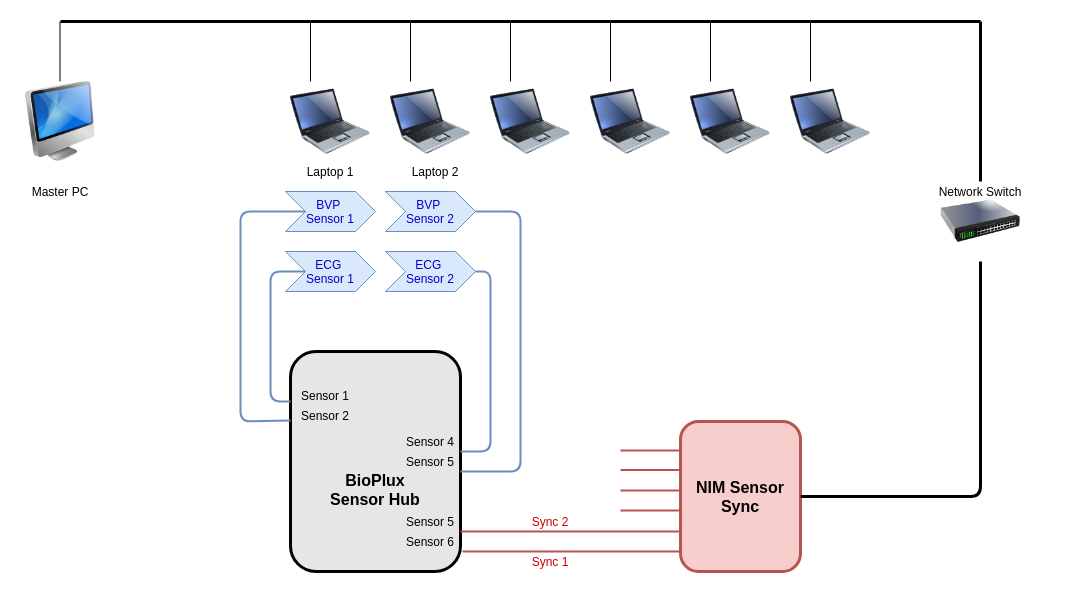 Laptop 1
Laptop 2
Master PC
Network Switch
BVP
Sensor 1
BVP
Sensor 2
ECG
Sensor 1
ECG
Sensor 2
Sensor 1
Sensor 2
Sensor 4
Sensor 5
BioPlux
Sensor Hub
Sensor 5
Sensor 6
Sync 2
Sync 1
NIM Sensor
Sync